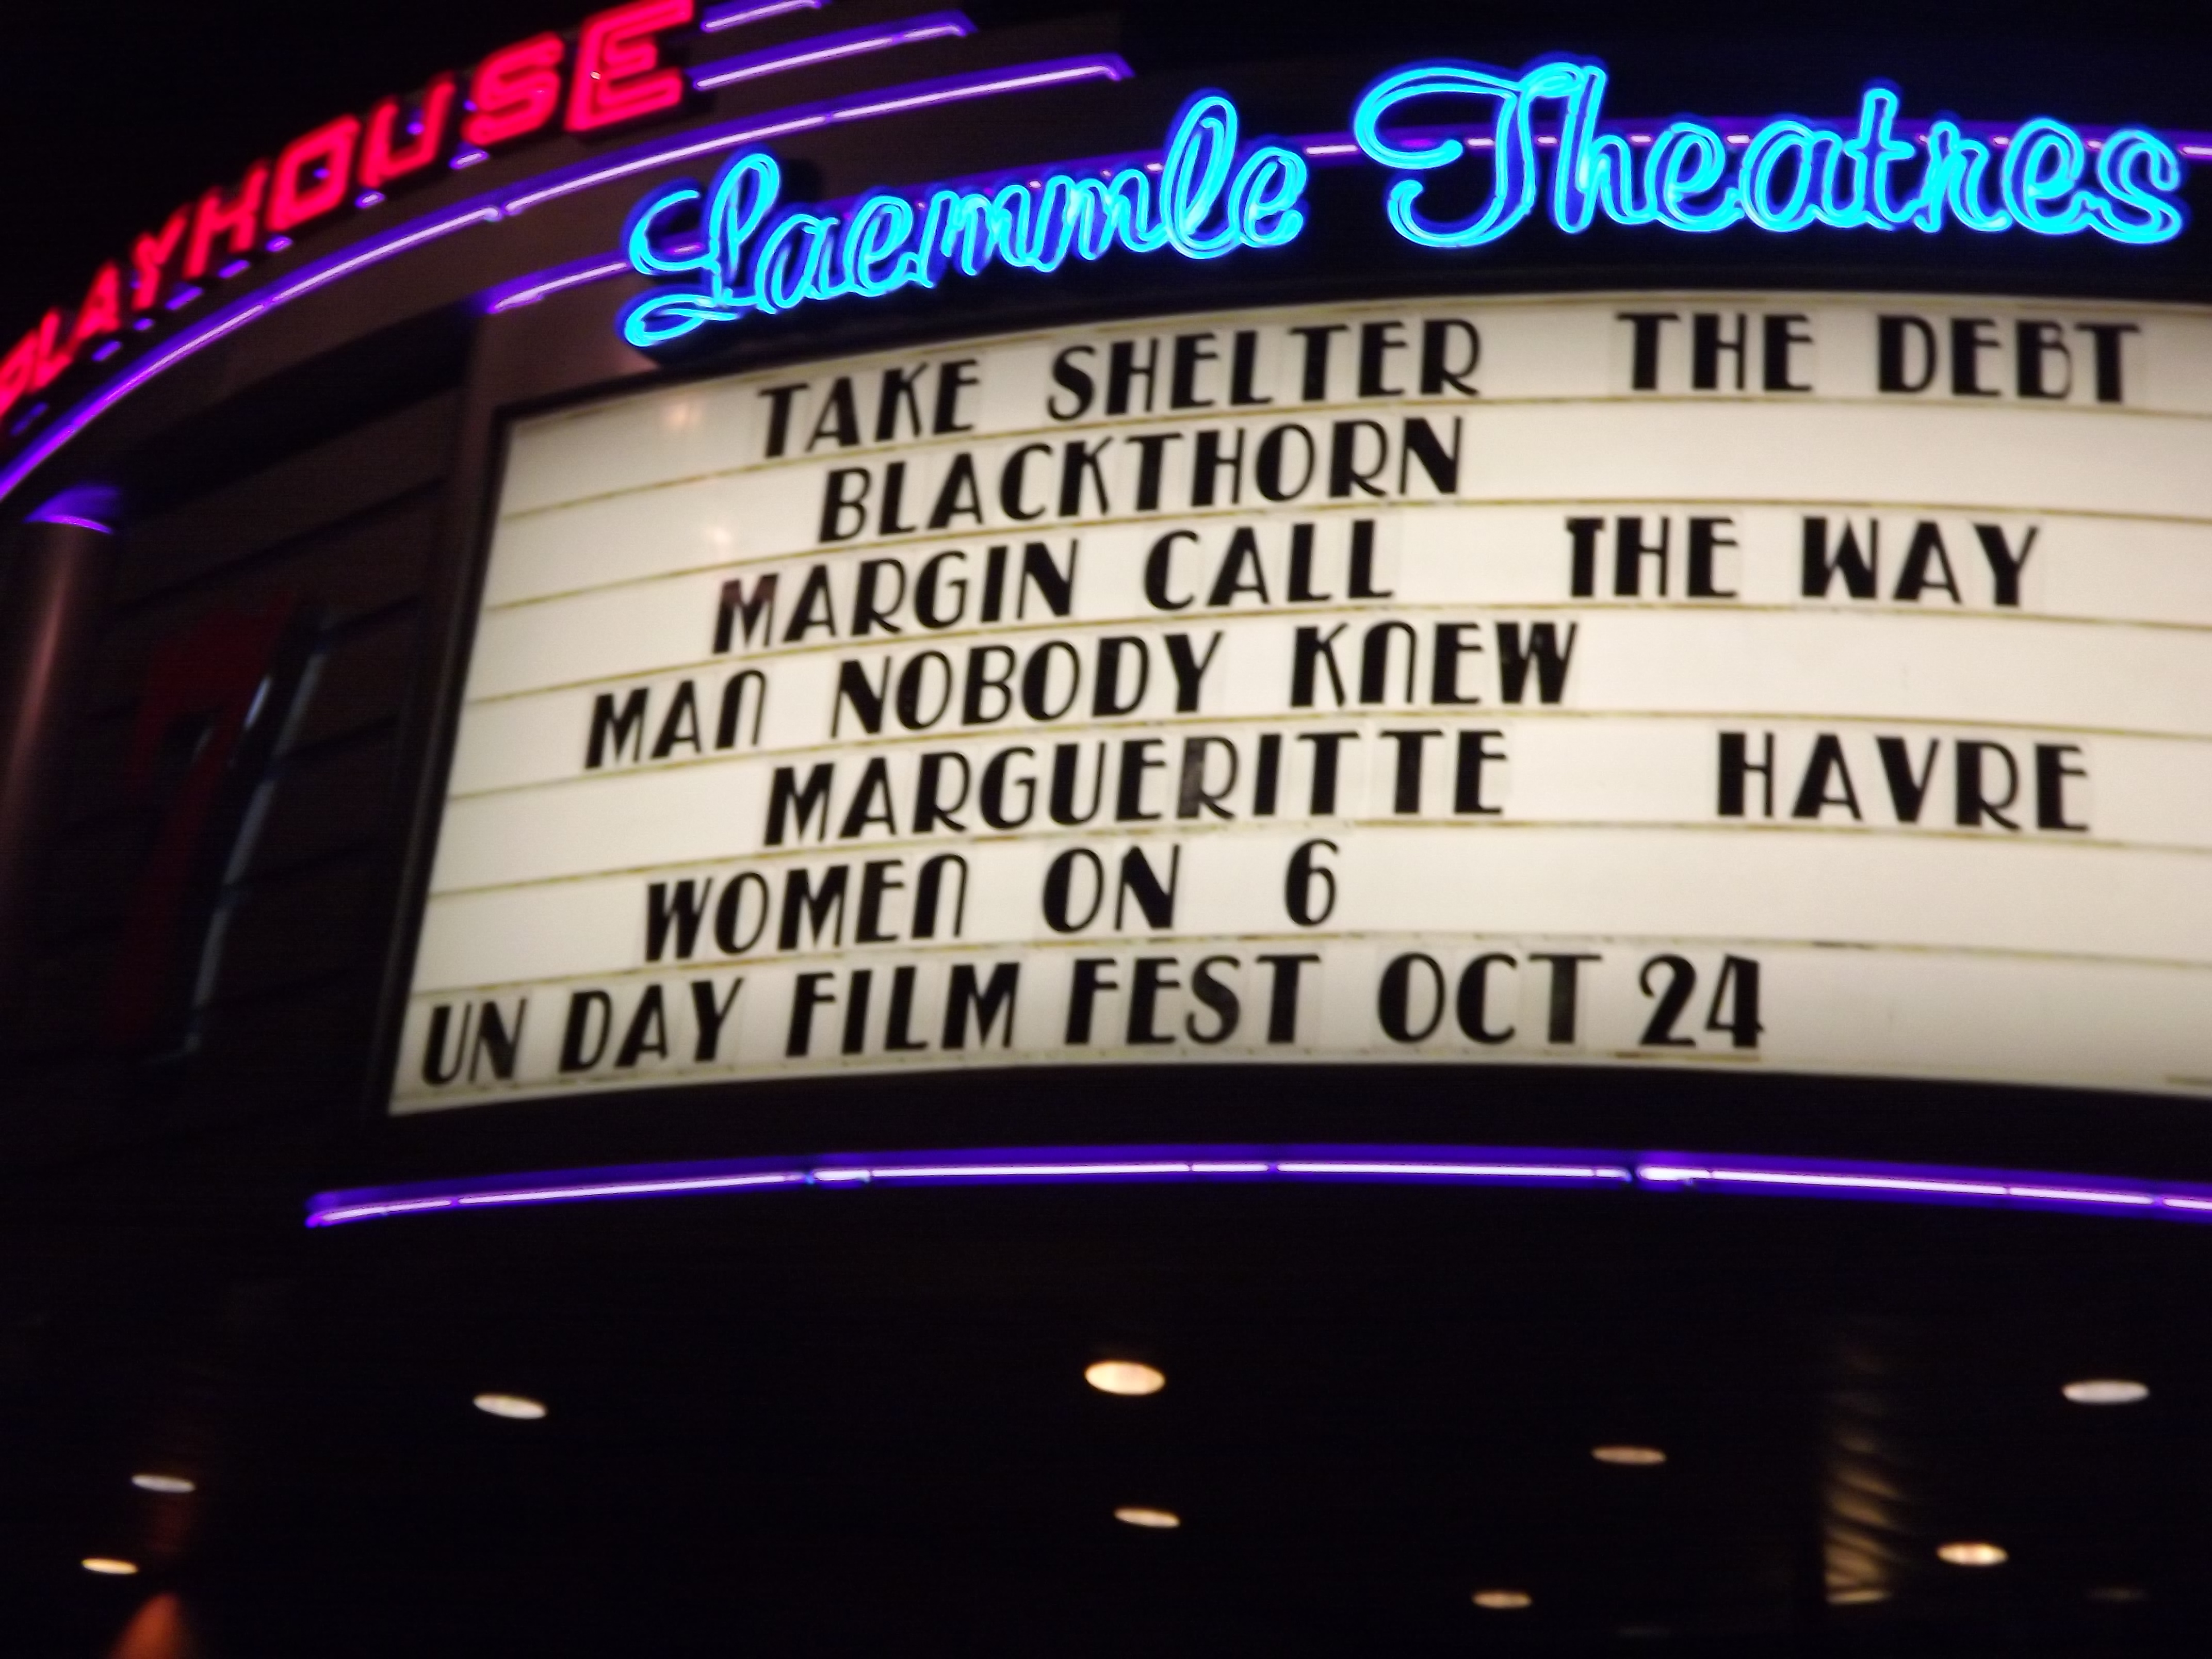 PLAYHOUSE
Laemmle Theatres
TAKE SHELTER THE DEBT
BLACKTHORN
MARGIN CALL THE WAY
MAN NOBODY KNEW
MARGUERITTE HAVRE
WOMEN ON 6
UN DAY FILM FEST OCT 24
7